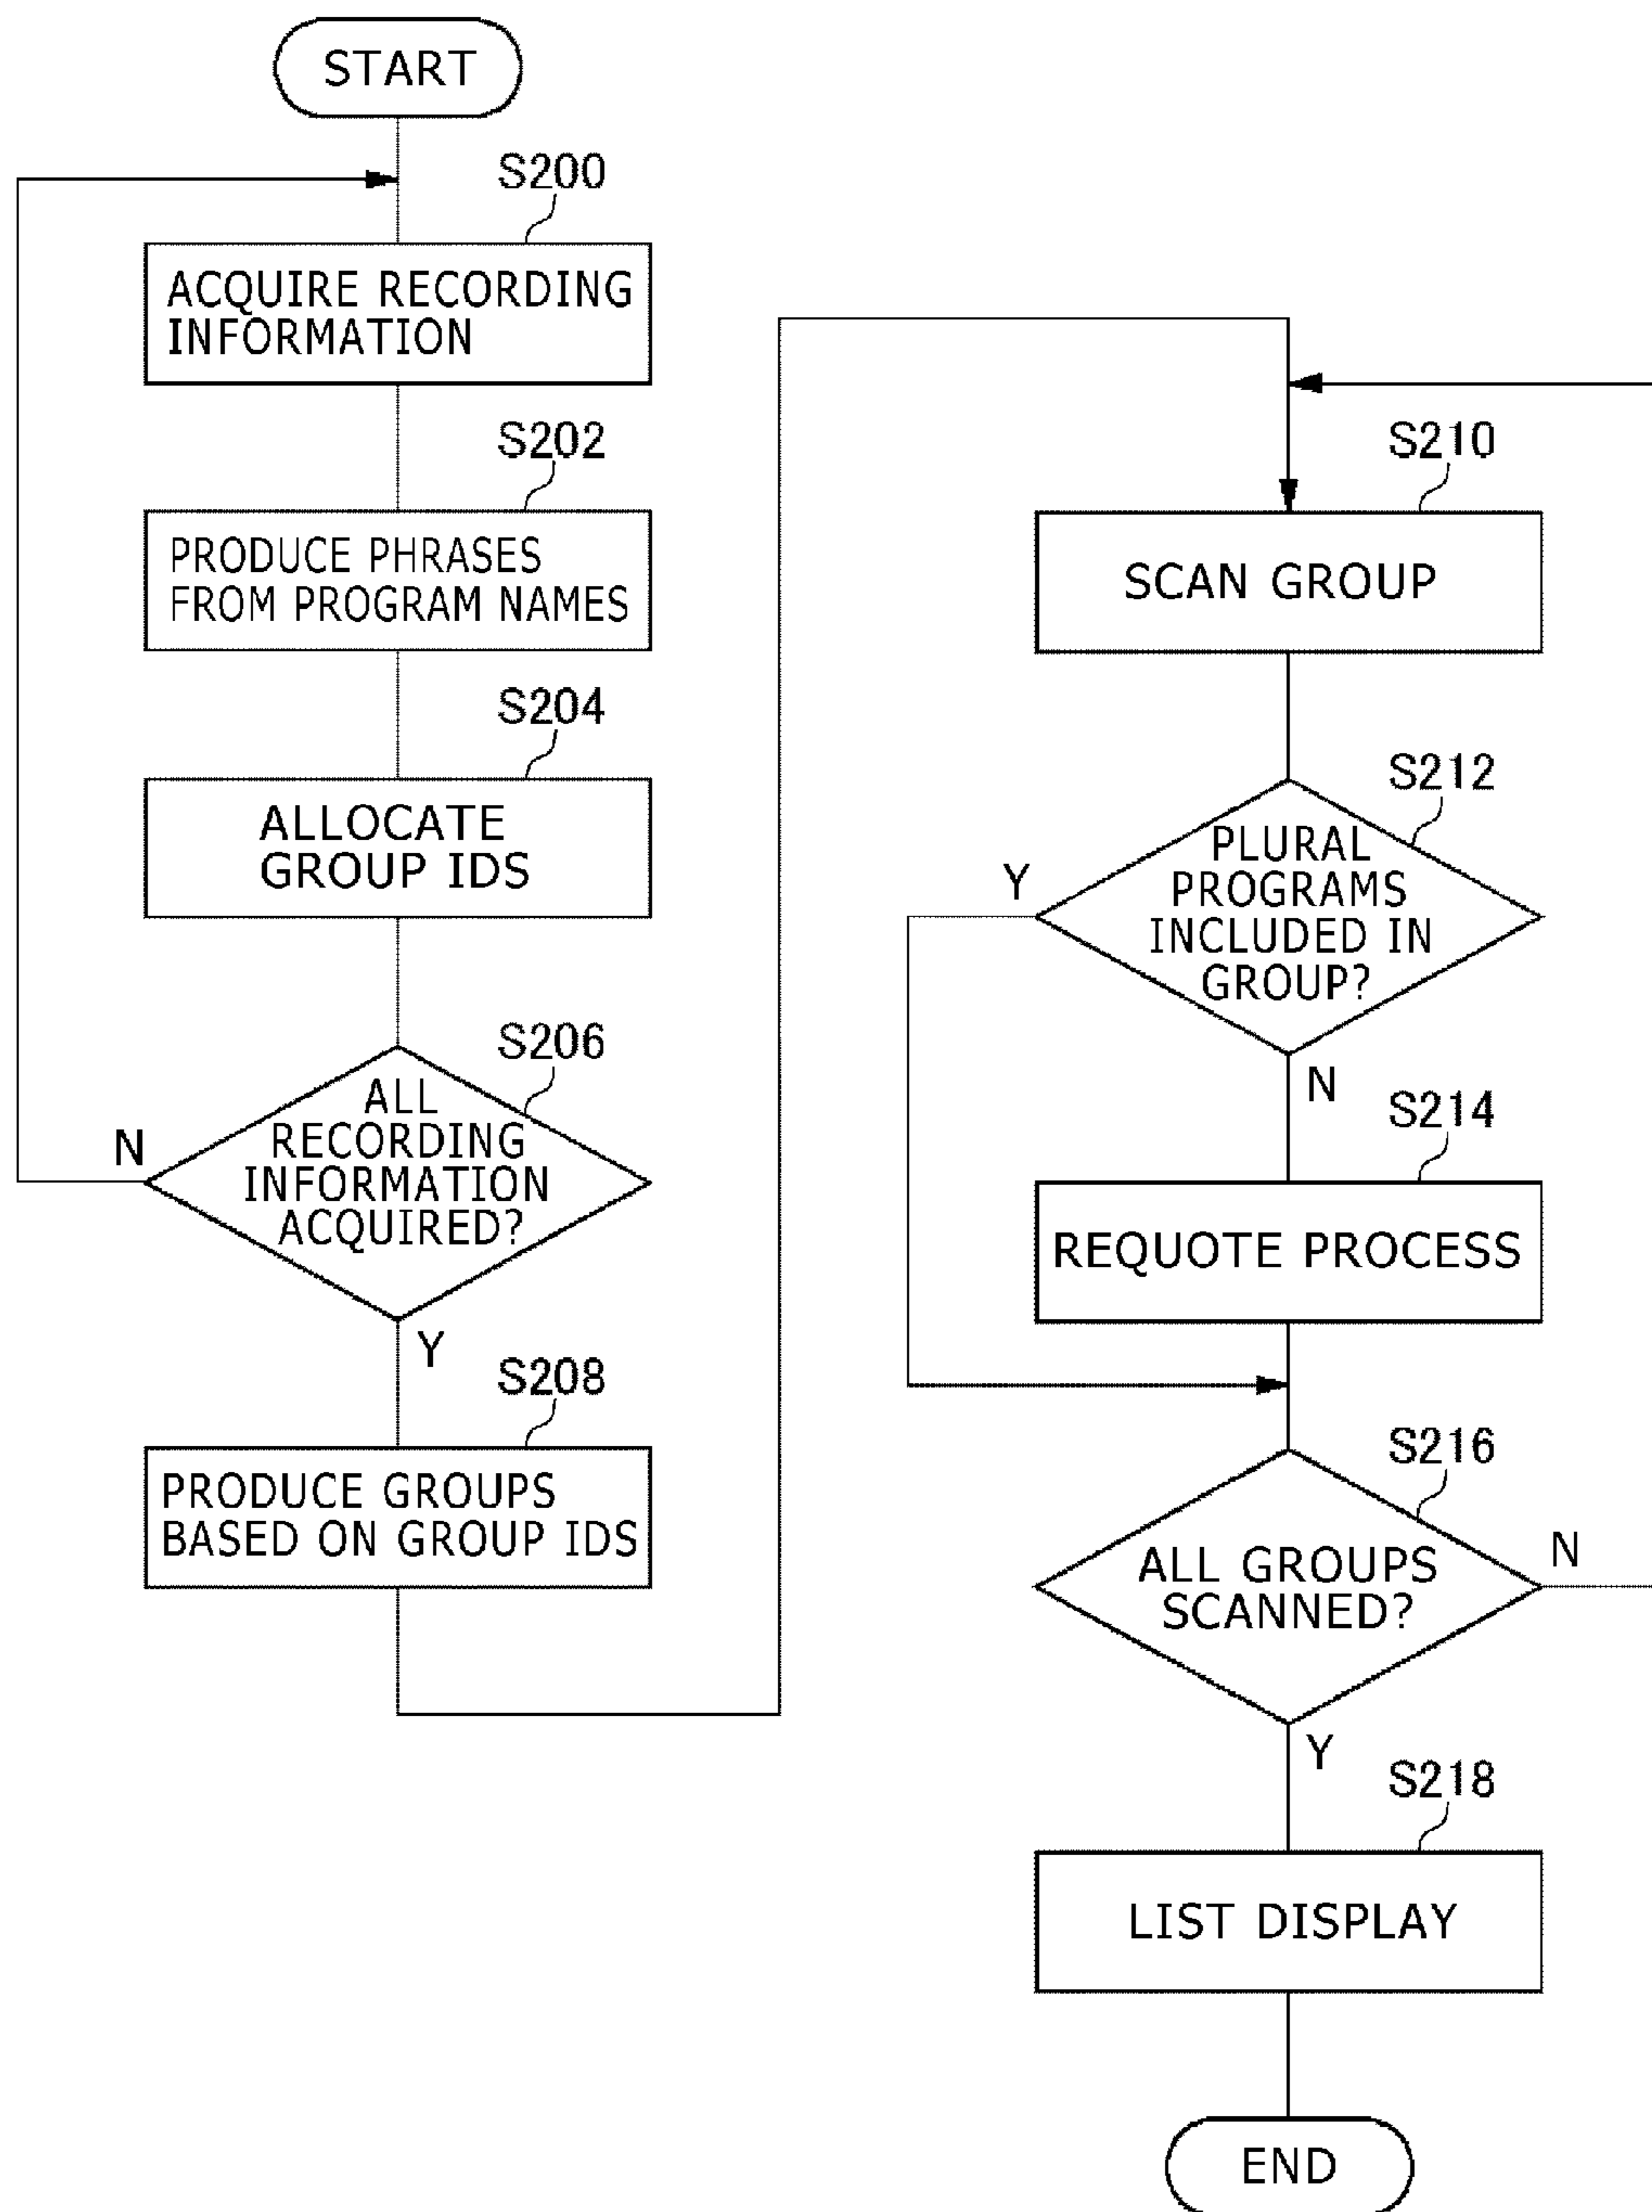 START
S200
ACQUIRE RECORDING
INFORMATION
S202
PRODUCE PHRASES
FROM PROGRAM NAMES
S204
ALLOCATE
GROUP IDS
S206
ALL
RECORDING
INFORMATION
ACQUIRED?
N
Y
S208
PRODUCE GROUPS
BASED ON GROUP IDS
S210
SCAN GROUP
S212
PLURAL
PROGRAMS
INCLUDED IN
GROUP?
Y
N
S214
REQUOTE PROCESS
S216
ALL GROUPS
SCANNED?
N
Y
S218
LIST DISPLAY
END